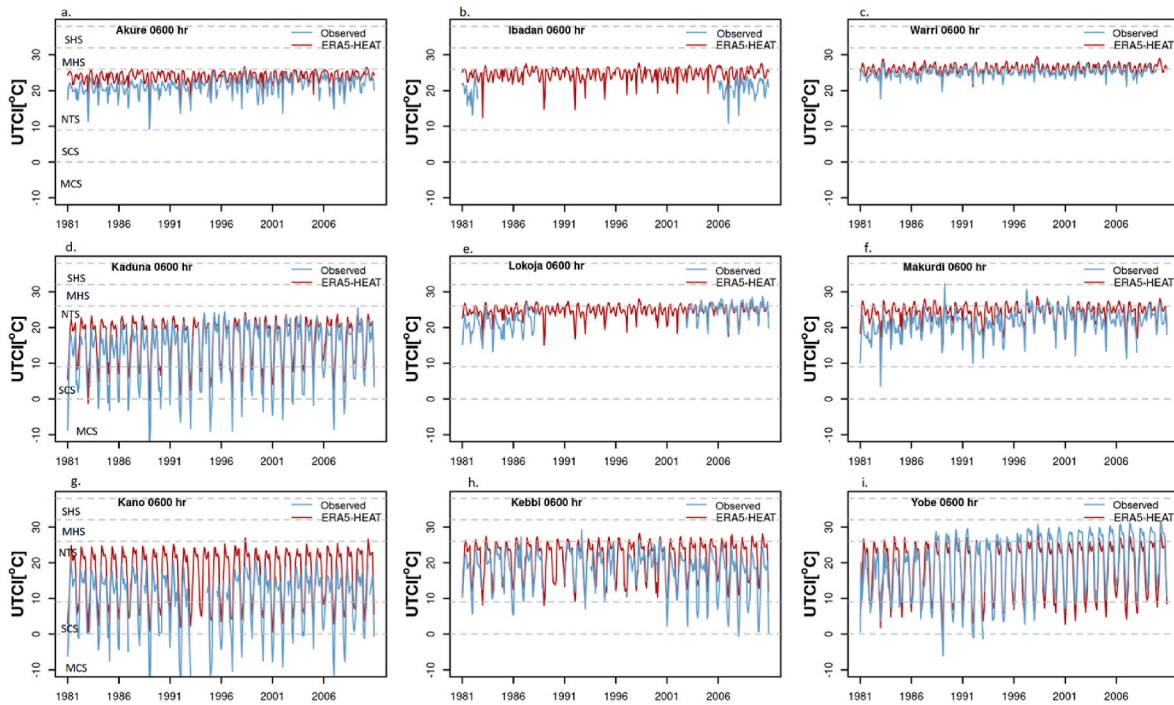 a.
Akure 0600 hr
Observed
ERA5-HEAT
SHS
MHS
NTS
SCS
MCS
UTCI[°C]
30
20
10
0
-10
1981 1986 1991 1996 2001 2006
b.
Ibadan 0600 hr
Observed
ERA5-HEAT
UTCI[°C]
30
20
10
0
-10
1981 1986 1991 1996 2001 2006
c.
Warri 0600 hr
Observed
ERA5-HEAT
UTCI[°C]
30
20
10
0
-10
1981 1986 1991 1996 2001 2006
d.
Kaduna 0600 hr
Observed
ERA5-HEAT
SHS
MHS
NTS
SCS
MCS
UTCI[°C]
30
20
10
0
-10
1981 1986 1991 1996 2001 2006
e.
Lokoja 0600 hr
Observed
ERA5-HEAT
UTCI[°C]
30
20
10
0
-10
1981 1986 1991 1996 2001 2006
f.
Makurdi 0600 hr
Observed
ERA5-HEAT
UTCI[°C]
30
20
10
0
-10
1981 1986 1991 1996 2001 2006
g.
Kano 0600 hr
Observed
ERA5-HEAT
SHS
MHS
NTS
SCS
MCS
UTCI[°C]
30
20
10
0
-10
1981 1986 1991 1996 2001 2006
h.
Kebbi 0600 hr
Observed
ERA5-HEAT
UTCI[°C]
30
20
10
0
-10
1981 1986 1991 1996 2001 2006
i.
Yobe 0600 hr
Observed
ERA5-HEAT
UTCI[°C]
30
20
10
0
-10
1981 1986 1991 1996 2001 2006